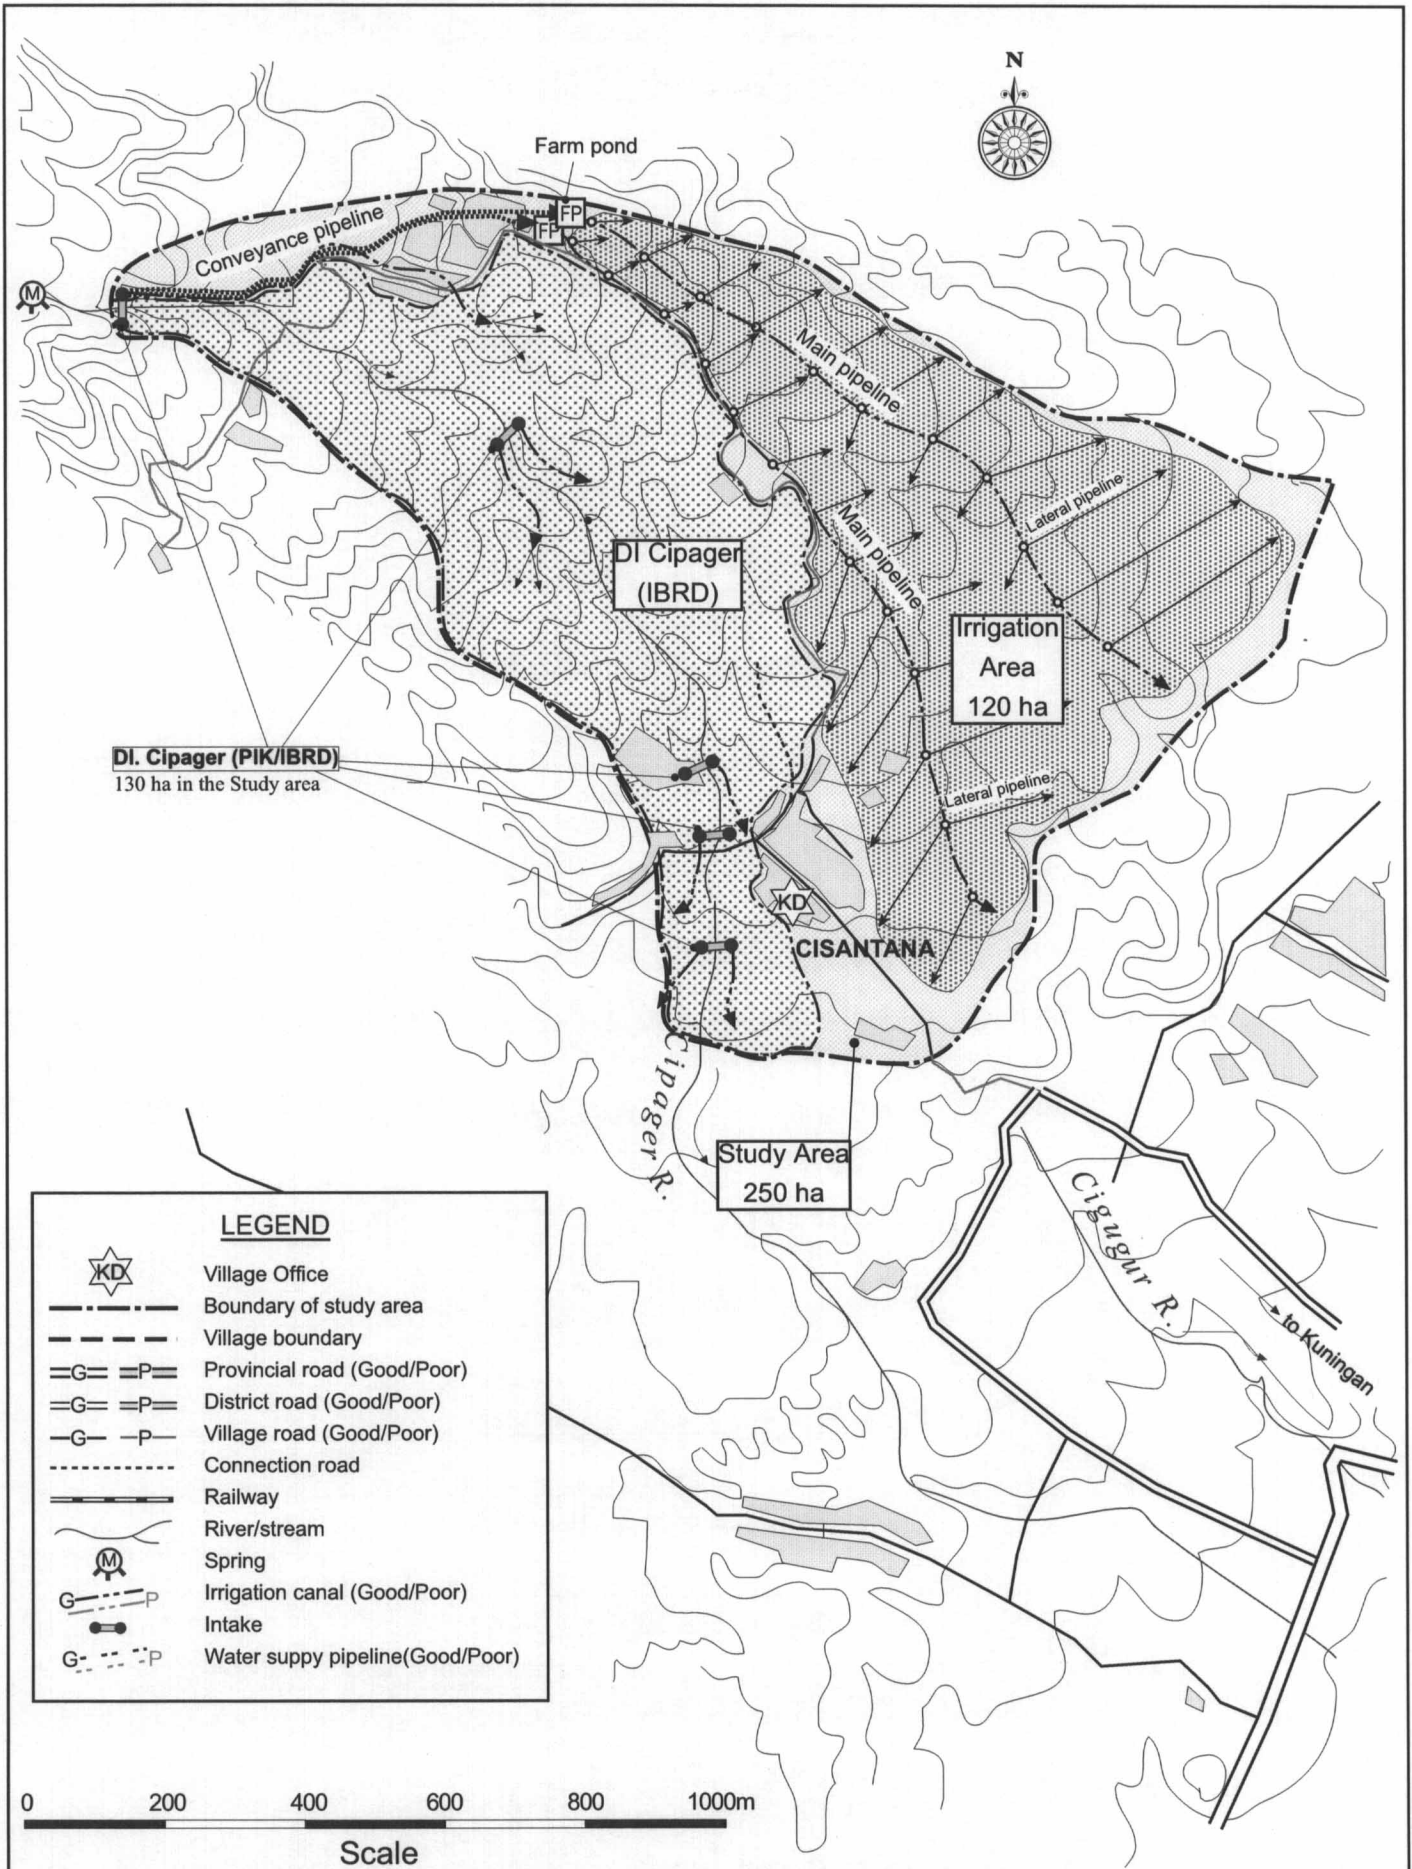 N
Farm pond
FP
FP
Conveyance pipeline
M
Main pipeline
Lateral pipeline
Main pipeline
DI Cipager
(IBRD)
Irrigation
Area
120 ha
DI. Cipager (PIK/IBRD)
130 ha in the Study area
Lateral pipeline
KD
CISANTANA
Cipager R.
Study Area
250 ha
Cigugur R.
to Kuningan
LEGEND
KD Village Office
Boundary of study area
Village boundary
G P Provincial road (Good/Poor)
G P District road (Good/Poor)
G P Village road (Good/Poor)
Connection road
Railway
River/stream
M Spring
G P Irrigation canal (Good/Poor)
Intake
G P Water suppy pipeline(Good/Poor)
0 200 400 600 800 1000m
Scale